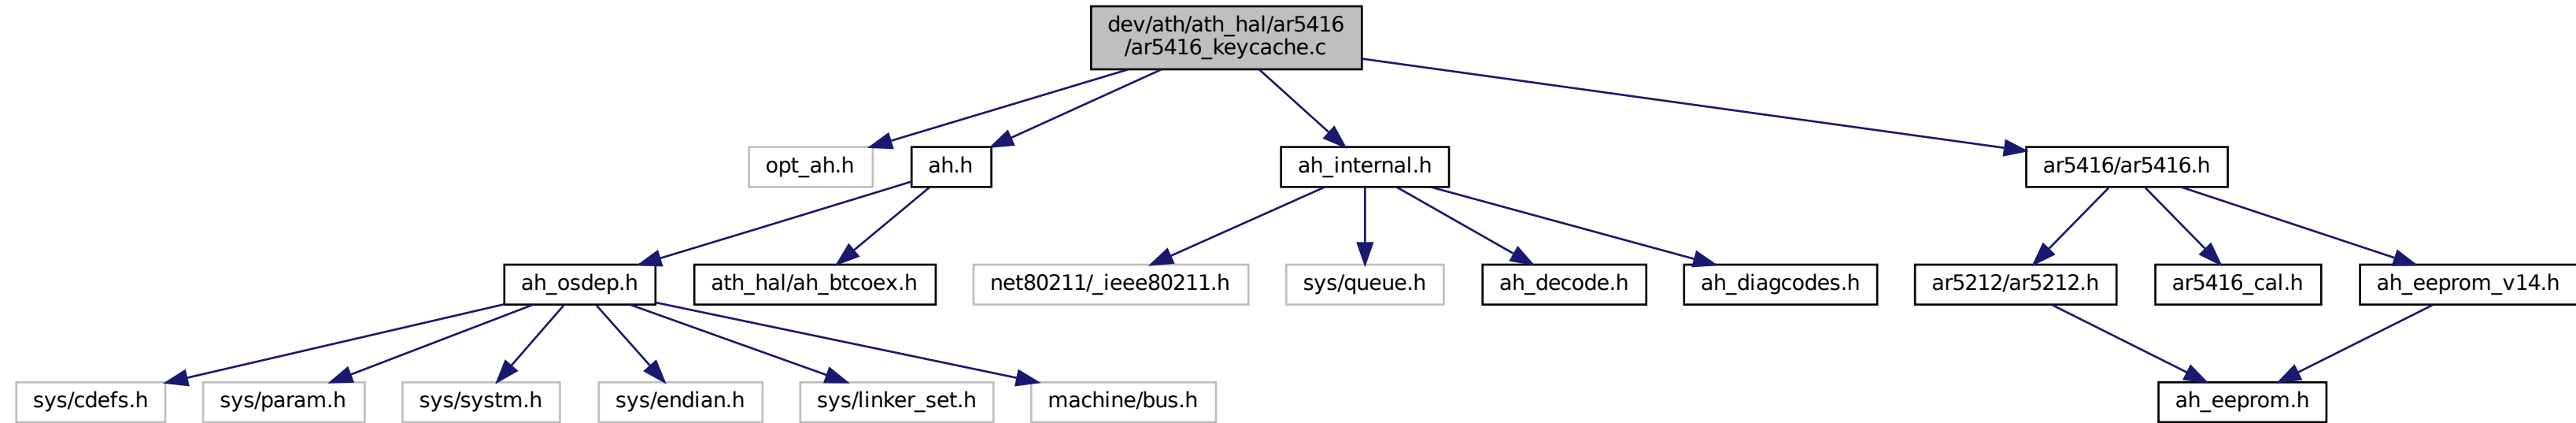 dev/ath/ath_hal/ar5416
/ar5416_keycache.c
opt_ah.h
ah.h
ah_internal.h
ar5416/ar5416.h
ah_osdep.h
ath_hal/ah_btcoex.h
net80211/_ieee80211.h
sys/queue.h
ah_decode.h
ah_diagcodes.h
ar5212/ar5212.h
ar5416_cal.h
ah_eeprom_v14.h
sys/cdefs.h
sys/param.h
sys/systm.h
sys/endian.h
sys/linker_set.h
machine/bus.h
ah_eeprom.h